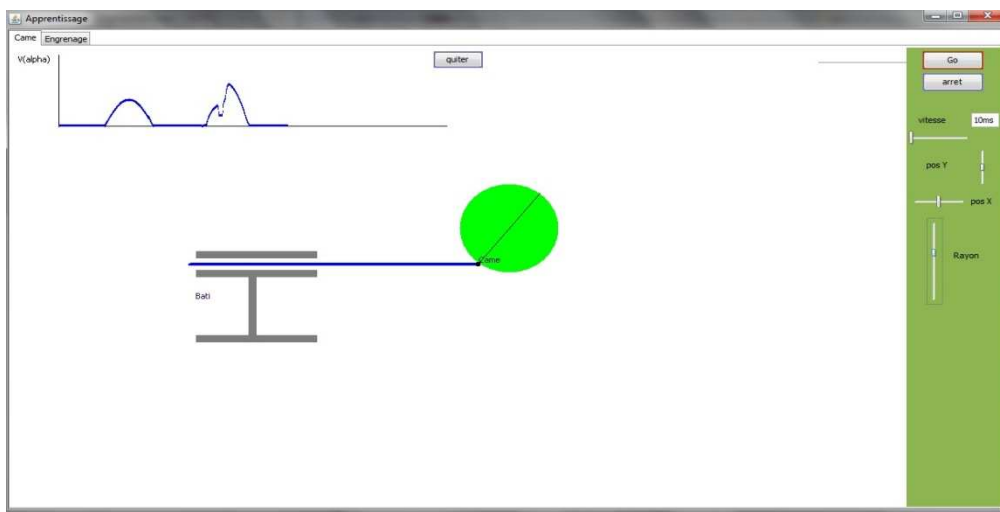 Apprentissage
Came Engrenage
V(alpha)
quiter
Go
arret
vitesse 10ms
pos Y
pos X
Came
Rayon
Bati